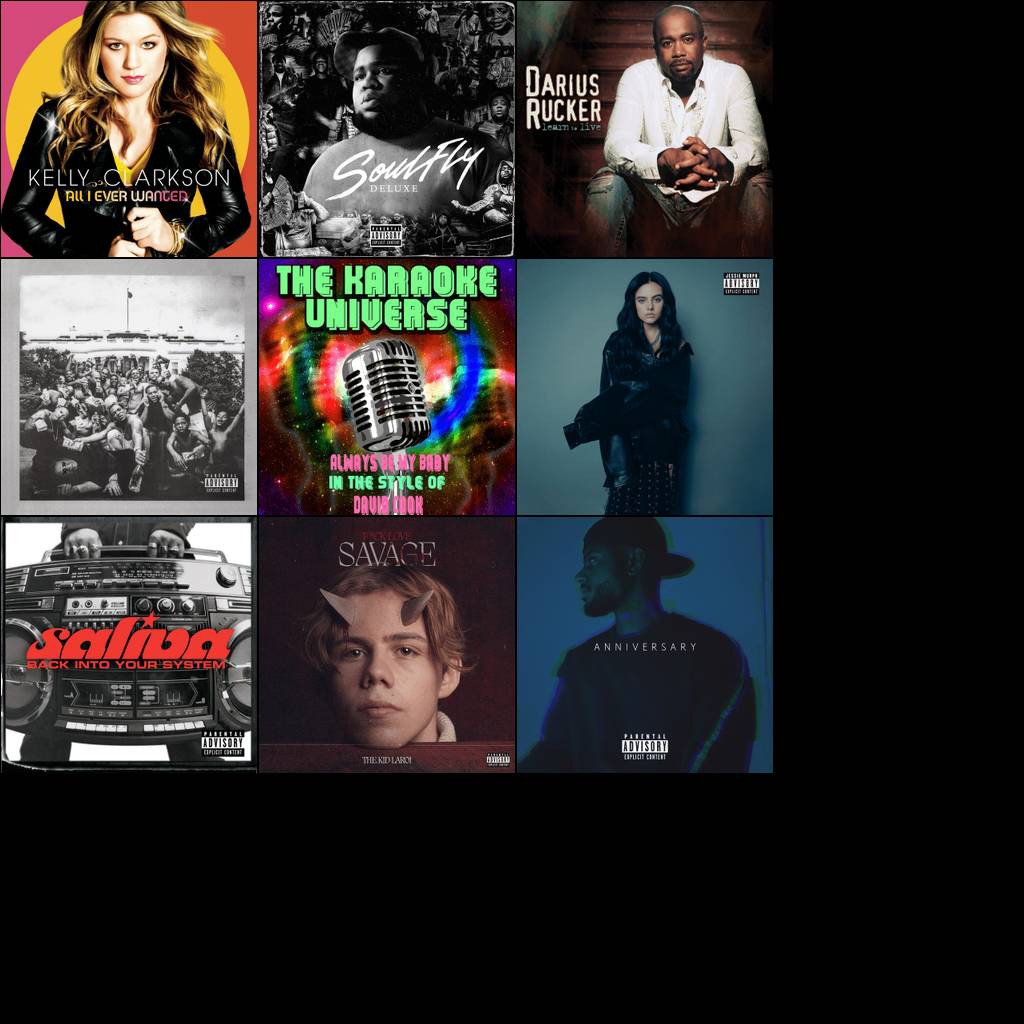 KELLY CLARKSON
ALL I EVER WANTED
SoulFly
DELUXE
PARENTAL
ADVISORY
EXPLICIT CONTENT
DARIUS
RUCKER
learn to live
PARENTAL
ADVISORY
EXPLICIT CONTENT
THE KARAOKE
UNIVERSE
ALWAYS BE MY BABY
IN THE STYLE OF
DAVID COOK
JESSIE MURPH
ADVISORY
EXPLICIT CONTENT
saliva
BACK INTO YOUR SYSTEM
PARENTAL
ADVISORY
EXPLICIT CONTENT
F*CK LOVE
SAVAGE
THE KID LAROI
PARENTAL
ADVISORY
EXPLICIT CONTENT
ANNIVERSARY
PARENTAL
ADVISORY
EXPLICIT CONTENT